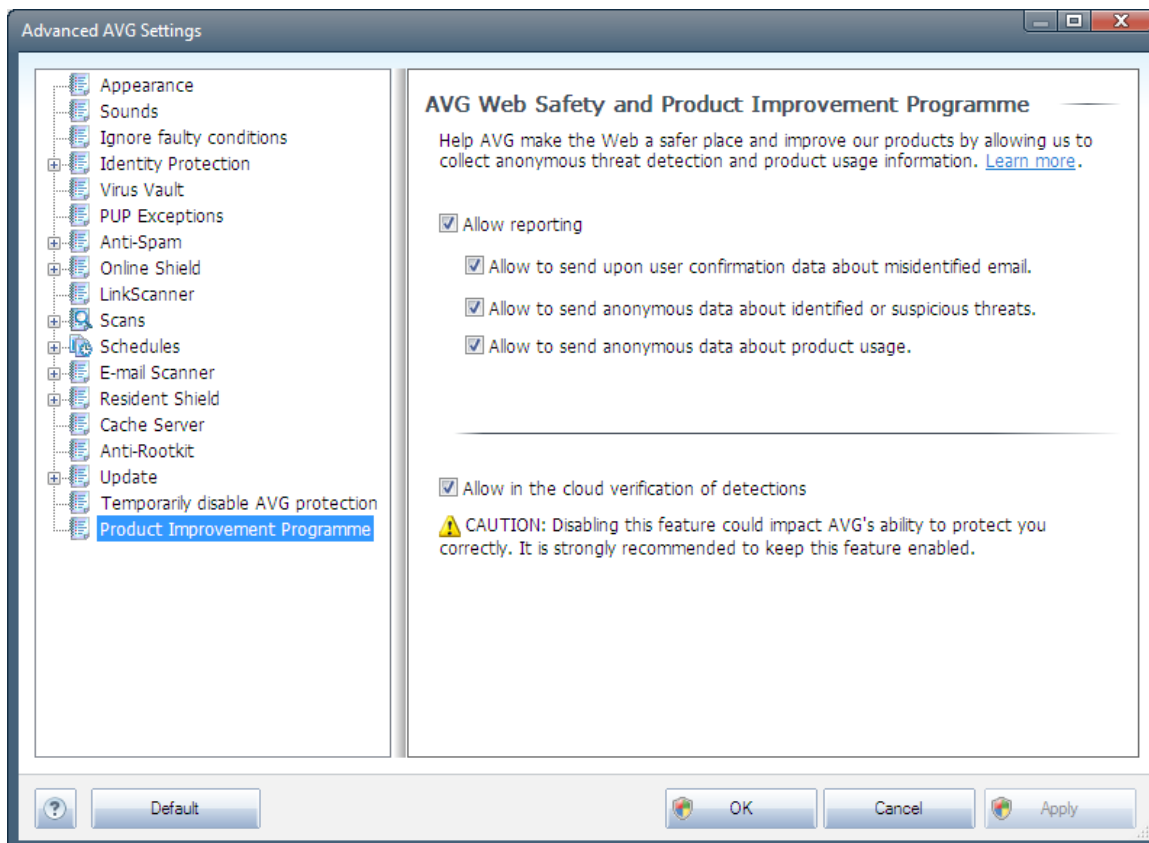 Advanced AVG Settings
Appearance
Sounds
Ignore faulty conditions
Identity Protection
Virus Vault
PUP Exceptions
Anti-Spam
Online Shield
LinkScanner
Scans
Schedules
E-mail Scanner
Resident Shield
Cache Server
Anti-Rootkit
Update
Temporarily disable AVG protection
Product Improvement Programme
AVG Web Safety and Product Improvement Programme
Help AVG make the Web a safer place and improve our products by allowing us to
collect anonymous threat detection and product usage information. Learn more.
Allow reporting
Allow to send upon user confirmation data about misidentified email.
Allow to send anonymous data about identified or suspicious threats.
Allow to send anonymous data about product usage.
Allow in the cloud verification of detections
CAUTION: Disabling this feature could impact AVG's ability to protect you
correctly. It is strongly recommended to keep this feature enabled.
?
Default
OK
Cancel
Apply